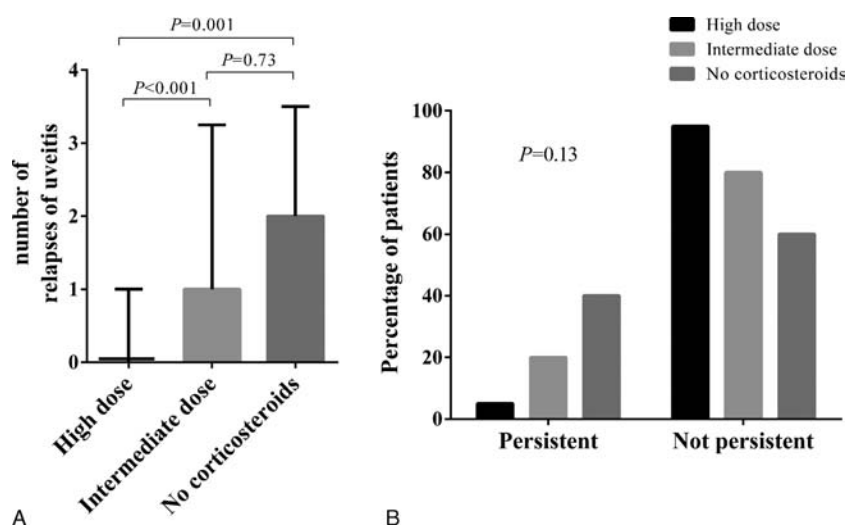 P=0.001
P=0.73
P<0.001
4
3
2
1
0
number of
relapses of uveitis
High dose
Intermediate dose
No corticosteroids
A
High dose
Intermediate dose
No corticosteroids
P=0.13
100
80
60
40
20
0
Percentage of patients
Persistent
Not persistent
B